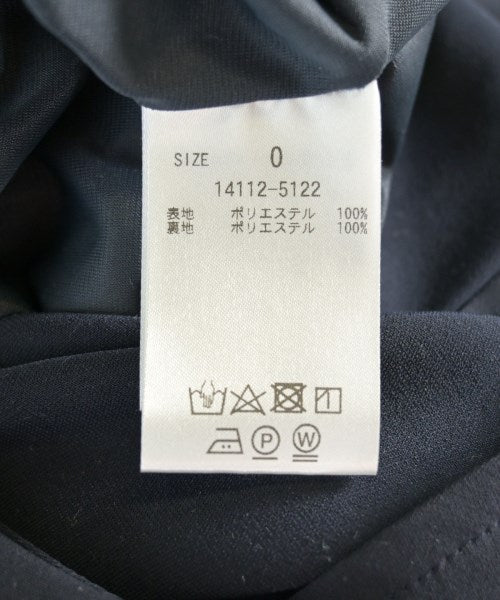 SIZE 0
14112-5122
表地 ポリエステル 100%
裏地 ポリエステル 100%
P W